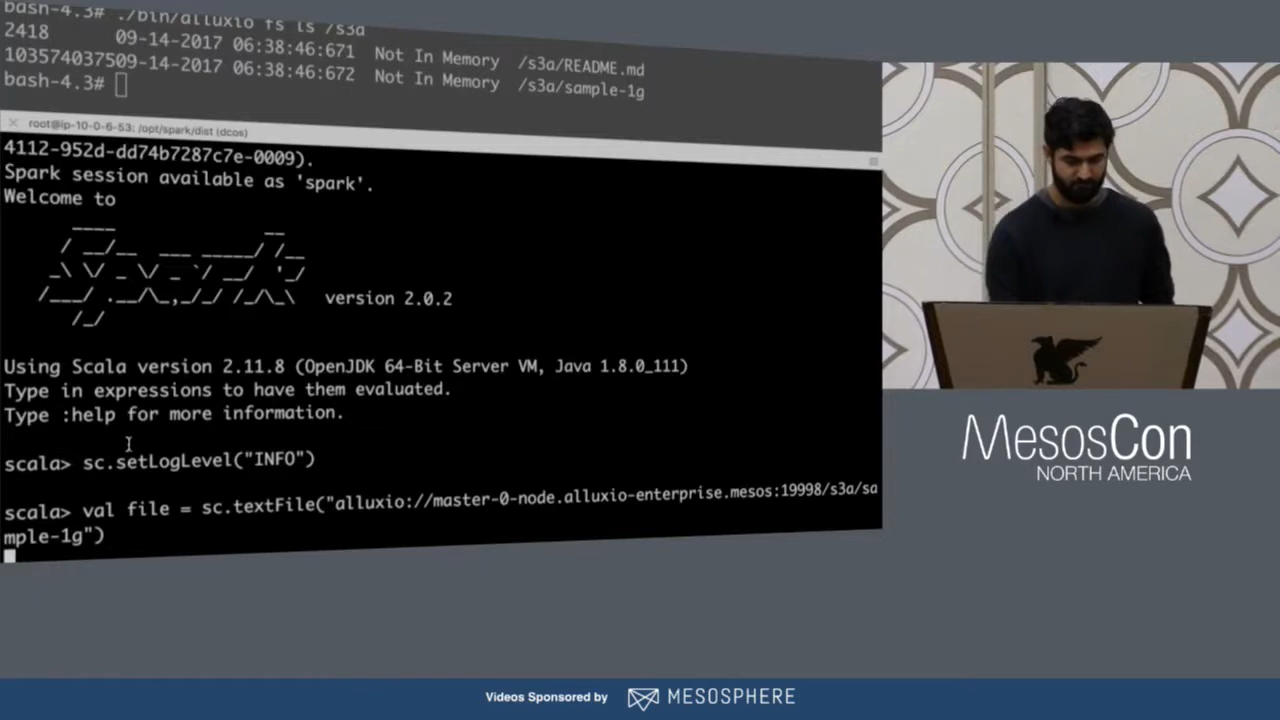 bash-4.3# ./bin/alluxio fs ls /s3a
2418 09-14-2017 06:38:46:671 Not In Memory /s3a/README.md
10357403750​9-14-2017 06:38:46:672 Not In Memory /s3a/sample-1g
bash-4.3#
root@ip-10-0-6-53: /opt/spark/dist (dcos)
4112-952d-dd74b7287c7e-0009).
Spark session available as 'spark'.
Welcome to
Spark
version 2.0.2
Using Scala version 2.11.8 (OpenJDK 64-Bit Server VM, Java 1.8.0_111)
Type in expressions to have them evaluated.
Type :help for more information.
scala> sc.setLogLevel("INFO")
scala> val file = sc.textFile("alluxio://master-0-node.alluxio-enterprise.mesos:19998/s3a/sa
mple-1g")
MesosCon
NORTH AMERICA
Videos Sponsored by MESOSPHERE